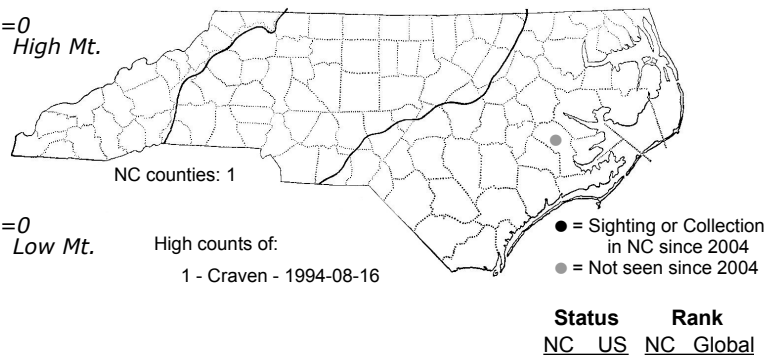 =0
High Mt.
NC counties: 1
=0
Low Mt.
High counts of:
1 - Craven - 1994-08-16
● = Sighting or Collection
in NC since 2004
● = Not seen since 2004
Status Rank
NC US NC Global